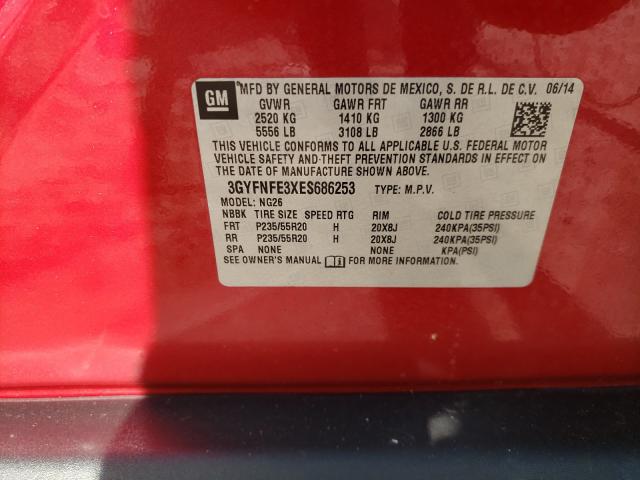 GM MFD BY GENERAL MOTORS DE MEXICO, S. DE R.L. DE C.V. 06/14
GVWR GAWR FRT GAWR RR
2520 KG 1410 KG 1300 KG
5556 LB 3108 LB 2866 LB
THIS VEHICLE CONFORMS TO ALL APPLICABLE U.S. FEDERAL MOTOR
VEHICLE SAFETY AND THEFT PREVENTION STANDARDS IN EFFECT ON
THE DATE OF MANUFACTURE SHOWN ABOVE.
3GYFNFE3XES686253 TYPE: M.P.V.
MODEL: NG26
NBBK TIRE SIZE SPEED RTG RIM COLD TIRE PRESSURE
FRT P235/55R20 H 20X8J 240KPA(35PSI)
RR P235/55R20 H 20X8J 240KPA(35PSI)
SPA NONE NONE KPA(PSI)
SEE OWNER'S MANUAL FOR MORE INFORMATION.